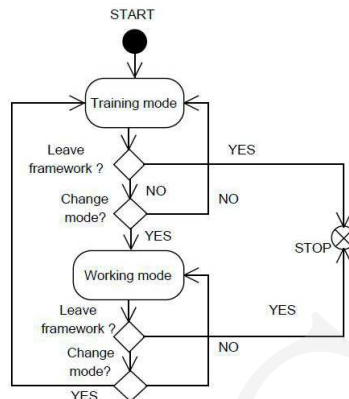 START
Training mode
Leave
framework ?
YES
NO
Change
mode?
NO
YES
STOP
Working mode
Leave
framework ?
YES
NO
Change
mode?
YES